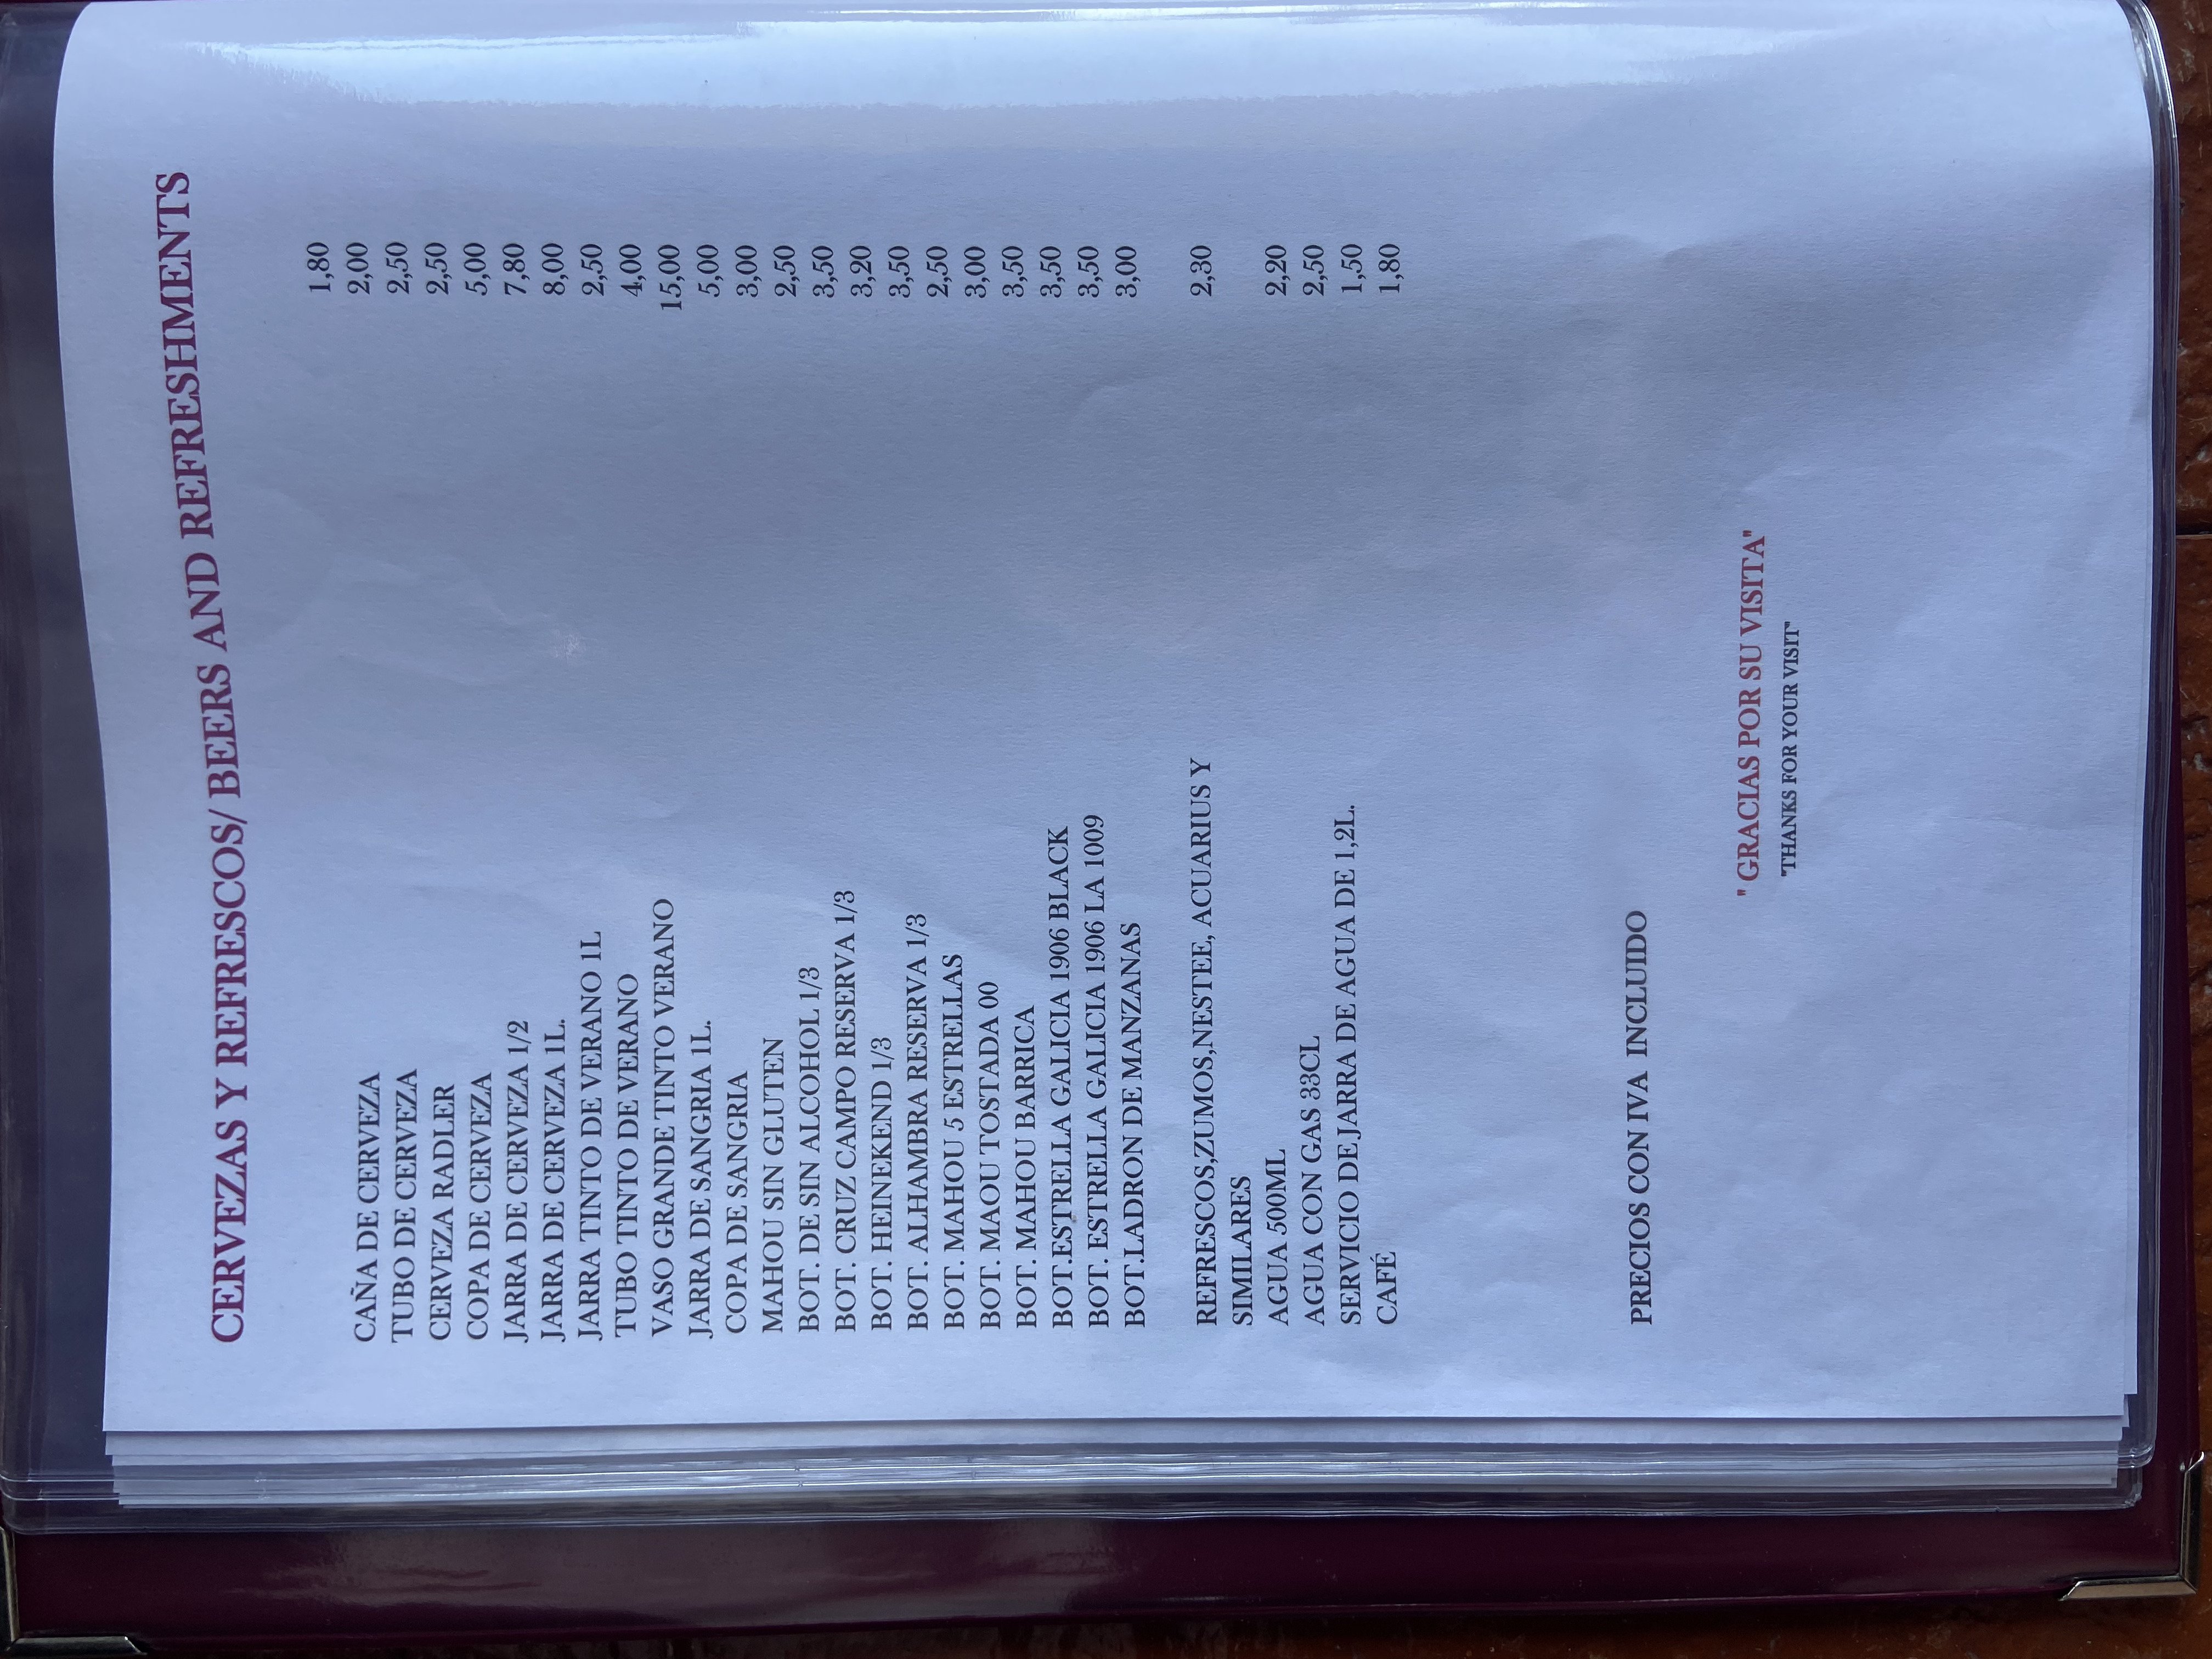 CERVEZAS Y REFRESCOS/ BEERS AND REFRESHMENTS
CAÑA DE CERVEZA 1,80
TUBO DE CERVEZA 2,00
CERVEZA RADLER 2,50
COPA DE CERVEZA 2,50
JARRA DE CERVEZA 1/2 5,00
JARRA DE CERVEZA 1L. 7,80
JARRA TINTO DE VERANO 1L 8,00
TUBO TINTO DE VERANO 2,50
VASO GRANDE TINTO VERANO 4,00
JARRA DE SANGRIA 1L. 15,00
COPA DE SANGRIA 5,00
MAHOU SIN GLUTEN 3,00
BOT. DE SIN ALCOHOL 1/3 2,50
BOT. CRUZ CAMPO RESERVA 1/3 3,50
BOT. HEINEKEND 1/3 3,20
BOT. ALHAMBRA RESERVA 1/3 3,50
BOT. MAHOU 5 ESTRELLAS 2,50
BOT. MAOU TOSTADA 00 3,00
BOT. MAHOU BARRICA 3,50
BOT.ESTRELLA GALICIA 1906 BLACK 3,50
BOT. ESTRELLA GALICIA 1906 LA 1009 3,50
BOT.LADRON DE MANZANAS 3,00
REFRESCOS,ZUMOS,NESTEE, ACUARIUS Y 2,30
SIMILARES
AGUA 500ML 2,20
AGUA CON GAS 33CL 2,50
SERVICIO DE JARRA DE AGUA DE 1,2L. 1,50
CAFÉ 1,80
PRECIOS CON IVA INCLUIDO
" GRACIAS POR SU VISITA"
"THANKS FOR YOUR VISIT"